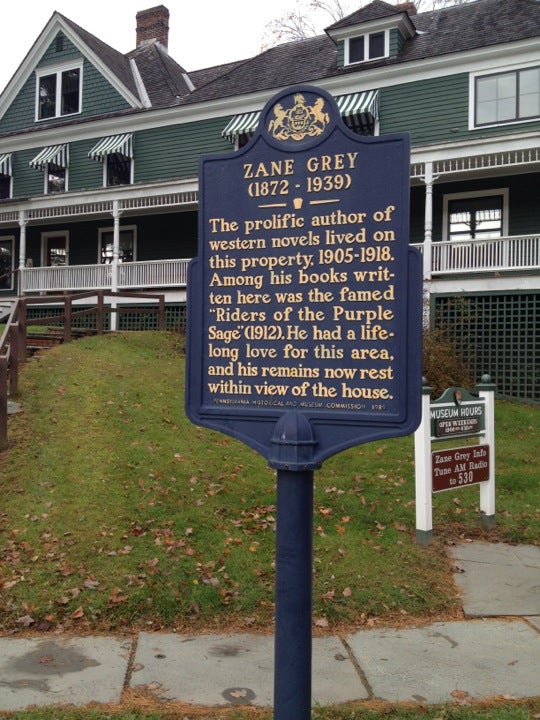 ZANE GREY
(1872 - 1939)
The prolific author of
western novels lived on
this property, 1905-1918.
Among his books writ-
ten here was the famed
"Riders of the Purple
Sage" (1912). He had a life-
long love for this area,
and his remains now rest
within view of the house.
PENNSYLVANIA HISTORICAL AND MUSEUM COMMISSION
MUSEUM HOURS
OPEN WEEKENDS
Zane Grey Info
Tune AM Radio
to 530